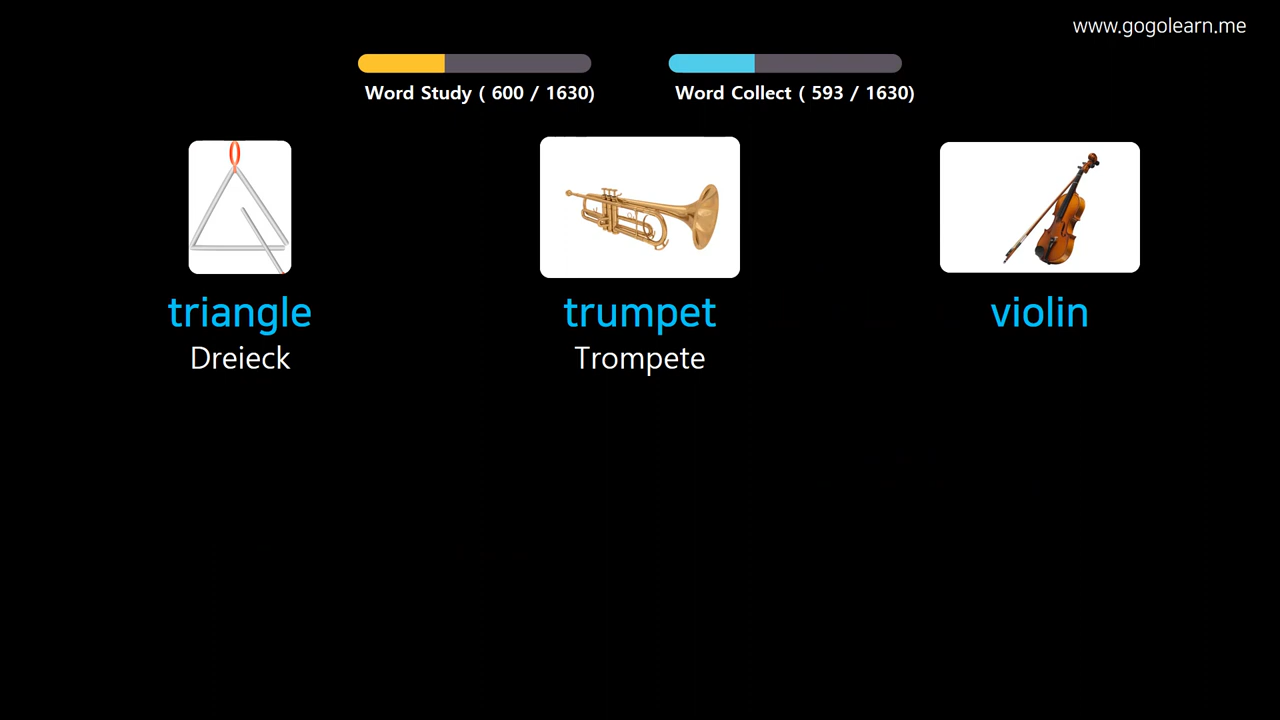 www.gogolearn.me
Word Study ( 600 / 1630)
Word Collect ( 593 / 1630)
triangle
Dreieck
trumpet
Trompete
violin